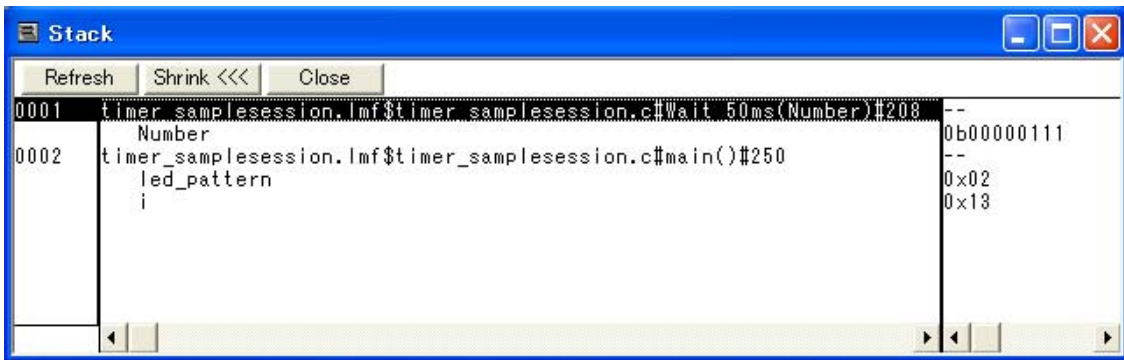 Stack
Refresh Shrink <<< Close
0001 timer_samplesession.lmf$timer_samplesession.c#Wait_50ms(Number)#208 --
Number 0b00000111
0002 timer_samplesession.lmf$timer_samplesession.c#main()#250 --
led_pattern 0x02
i 0x13